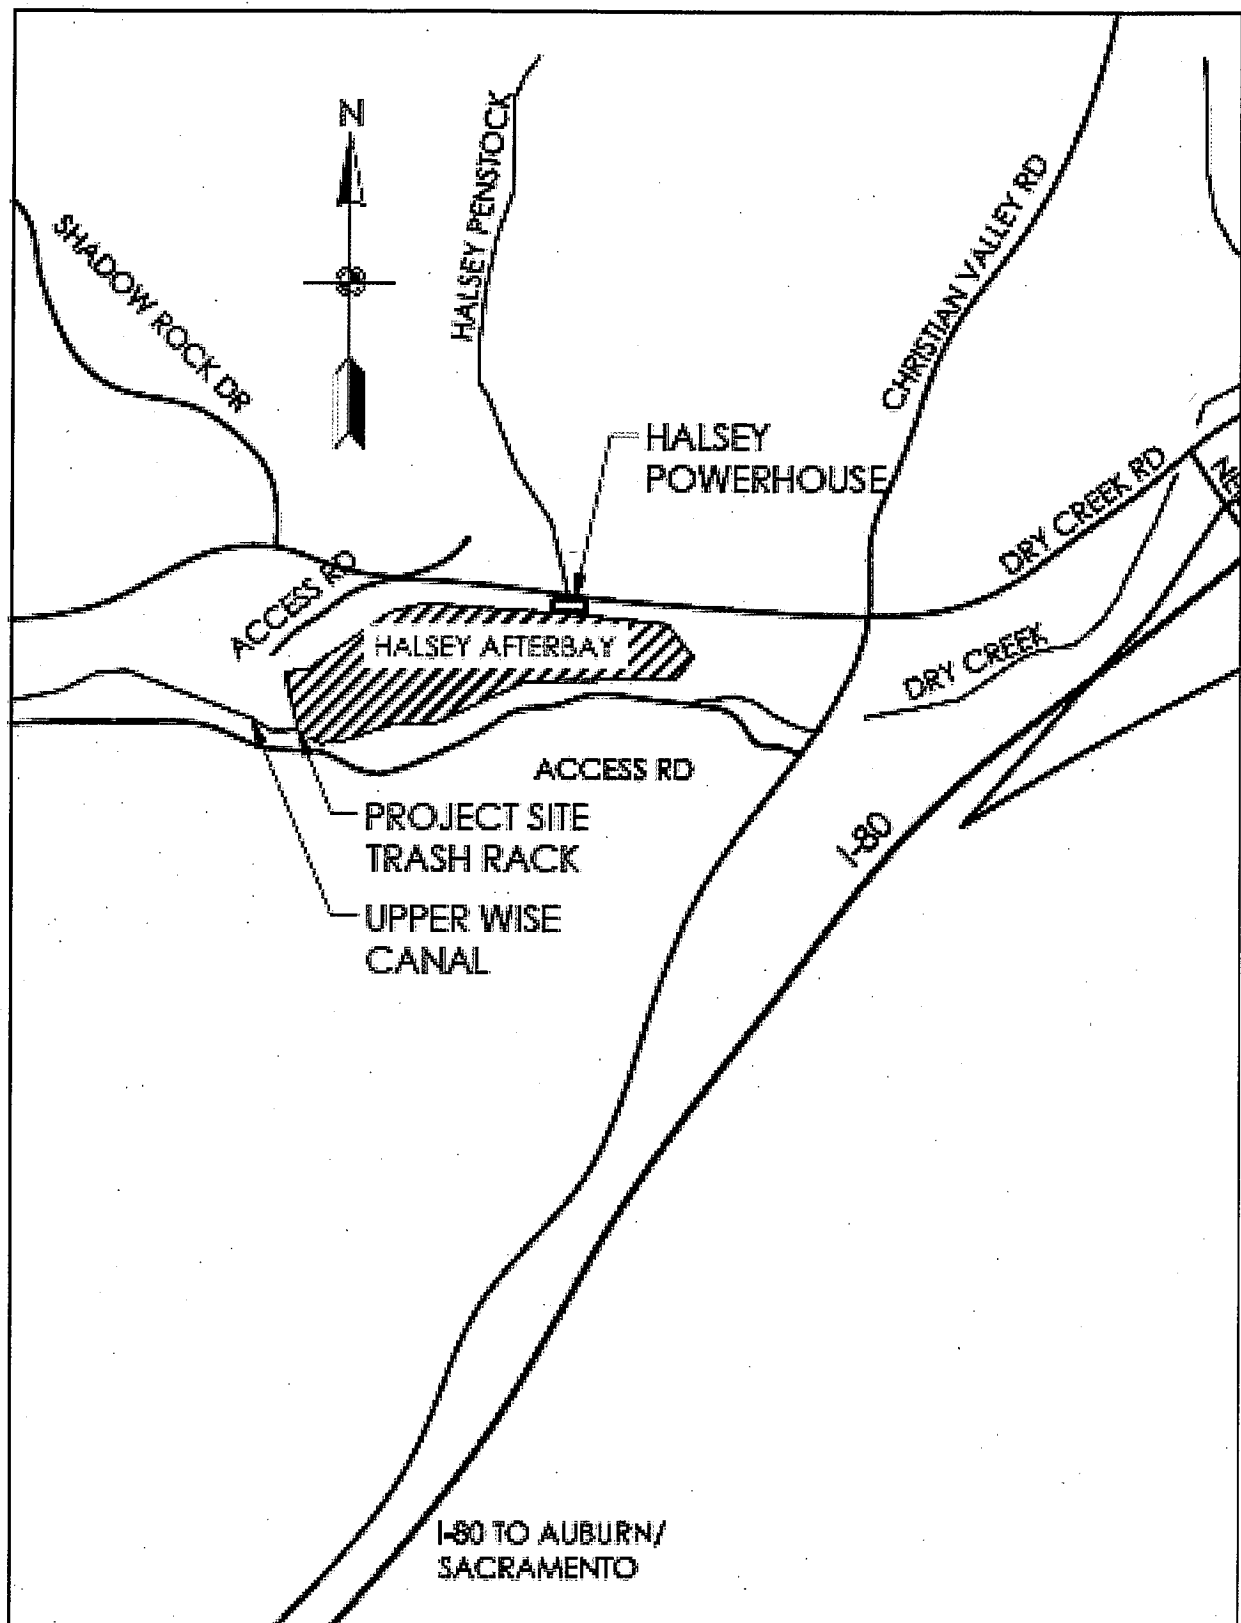 N
HALSEY PENSTOCK
SHADOW ROCK DR
CHRISTIAN VALLEY RD
HALSEY
POWERHOUSE
DRY CREEK RD
ACCESS RD
HALSEY AFTERBAY
DRY CREEK
ACCESS RD
PROJECT SITE
TRASH RACK
I-80
UPPER WISE
CANAL
I-80 TO AUBURN/
SACRAMENTO